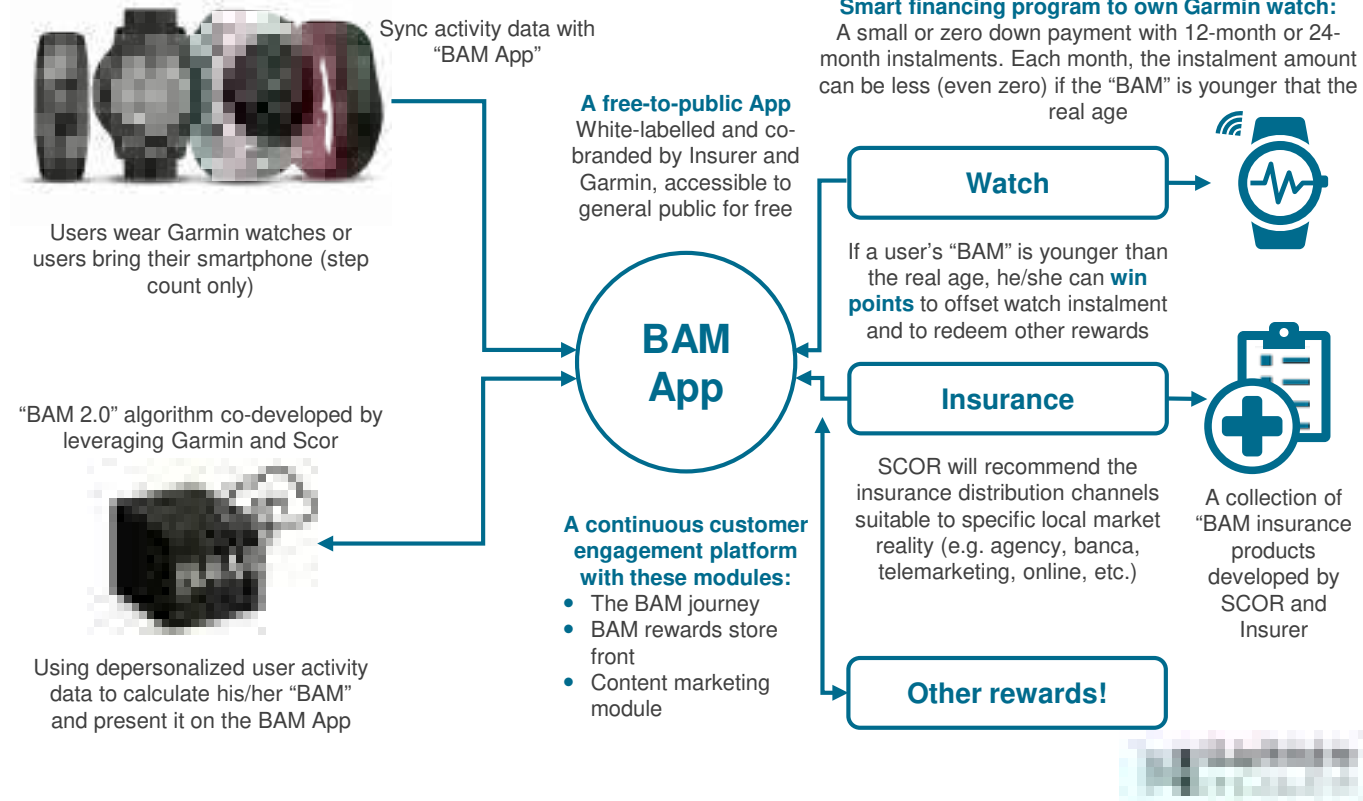 Sync activity data with
“BAM App”
Users wear Garmin watches or
users bring their smartphone (step
count only)
“BAM 2.0” algorithm co-developed by
leveraging Garmin and Scor
Using depersonalized user activity
data to calculate his/her “BAM”
and present it on the BAM App
A free-to-public App
White-labelled and co-
branded by Insurer and
Garmin, accessible to
general public for free
BAM
App
A continuous customer
engagement platform
with these modules:
• The BAM journey
• BAM rewards store
front
• Content marketing
module
Smart financing program to own Garmin watch:
A small or zero down payment with 12-month or 24-
month instalments. Each month, the instalment amount
can be less (even zero) if the “BAM” is younger that the
real age
Watch
If a user’s “BAM” is younger than
the real age, he/she can win
points to offset watch instalment
and to redeem other rewards
Insurance
SCOR will recommend the
insurance distribution channels
suitable to specific local market
reality (e.g. agency, banca,
telemarketing, online, etc.)
A collection of
“BAM insurance
products
developed by
SCOR and
Insurer
Other rewards!